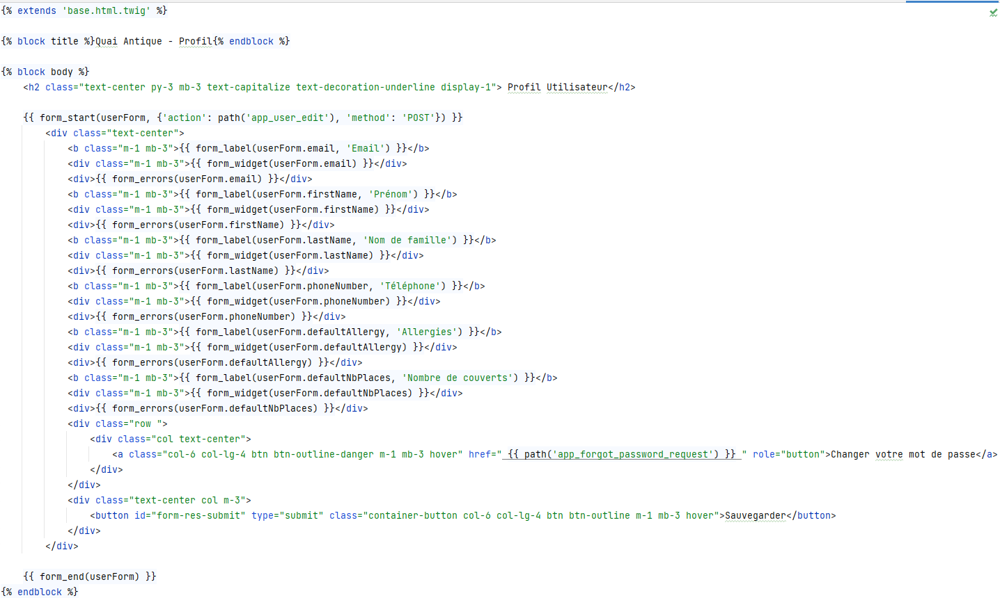 {% extends 'base.html.twig' %}
{% block title %}Quai Antique - Profil{% endblock %}
{% block body %}
<h2 class="text-center py-3 mb-3 text-capitalize text-decoration-underline display-1"> Profil Utilisateur</h2>
{{ form_start(userForm, {'action': path('app_user_edit'), 'method': 'POST'}) }}
<div class="text-center">
<b class="m-1 mb-3">{{ form_label(userForm.email, 'Email') }}</b>
<div class="m-1 mb-3">{{ form_widget(userForm.email) }}</div>
<div>{{ form_errors(userForm.email) }}</div>
<b class="m-1 mb-3">{{ form_label(userForm.firstName, 'Prénom') }}</b>
<div class="m-1 mb-3">{{ form_widget(userForm.firstName) }}</div>
<div>{{ form_errors(userForm.firstName) }}</div>
<b class="m-1 mb-3">{{ form_label(userForm.lastName, 'Nom de famille') }}</b>
<div class="m-1 mb-3">{{ form_widget(userForm.lastName) }}</div>
<div>{{ form_errors(userForm.lastName) }}</div>
<b class="m-1 mb-3">{{ form_label(userForm.phoneNumber, 'Téléphone') }}</b>
<div class="m-1 mb-3">{{ form_widget(userForm.phoneNumber) }}</div>
<div>{{ form_errors(userForm.phoneNumber) }}</div>
<b class="m-1 mb-3">{{ form_label(userForm.defaultAllergy, 'Allergies') }}</b>
<div class="m-1 mb-3">{{ form_widget(userForm.defaultAllergy) }}</div>
<div>{{ form_errors(userForm.defaultAllergy) }}</div>
<b class="m-1 mb-3">{{ form_label(userForm.defaultNbPlaces, 'Nombre de couverts') }}</b>
<div class="m-1 mb-3">{{ form_widget(userForm.defaultNbPlaces) }}</div>
<div>{{ form_errors(userForm.defaultNbPlaces) }}</div>
<div class="row ">
<div class="col text-center">
<a class="col-6 col-lg-4 btn btn-outline-danger m-1 mb-3 hover" href=" {{ path('app_forgot_password_request') }} " role="button">Changer votre mot de passe</a>
</div>
</div>
<div class="text-center col m-3">
<button id="form-res-submit" type="submit" class="container-button col-6 col-lg-4 btn btn-outline m-1 mb-3 hover">Sauvegarder</button>
</div>
</div>
{{ form_end(userForm) }}
{% endblock %}